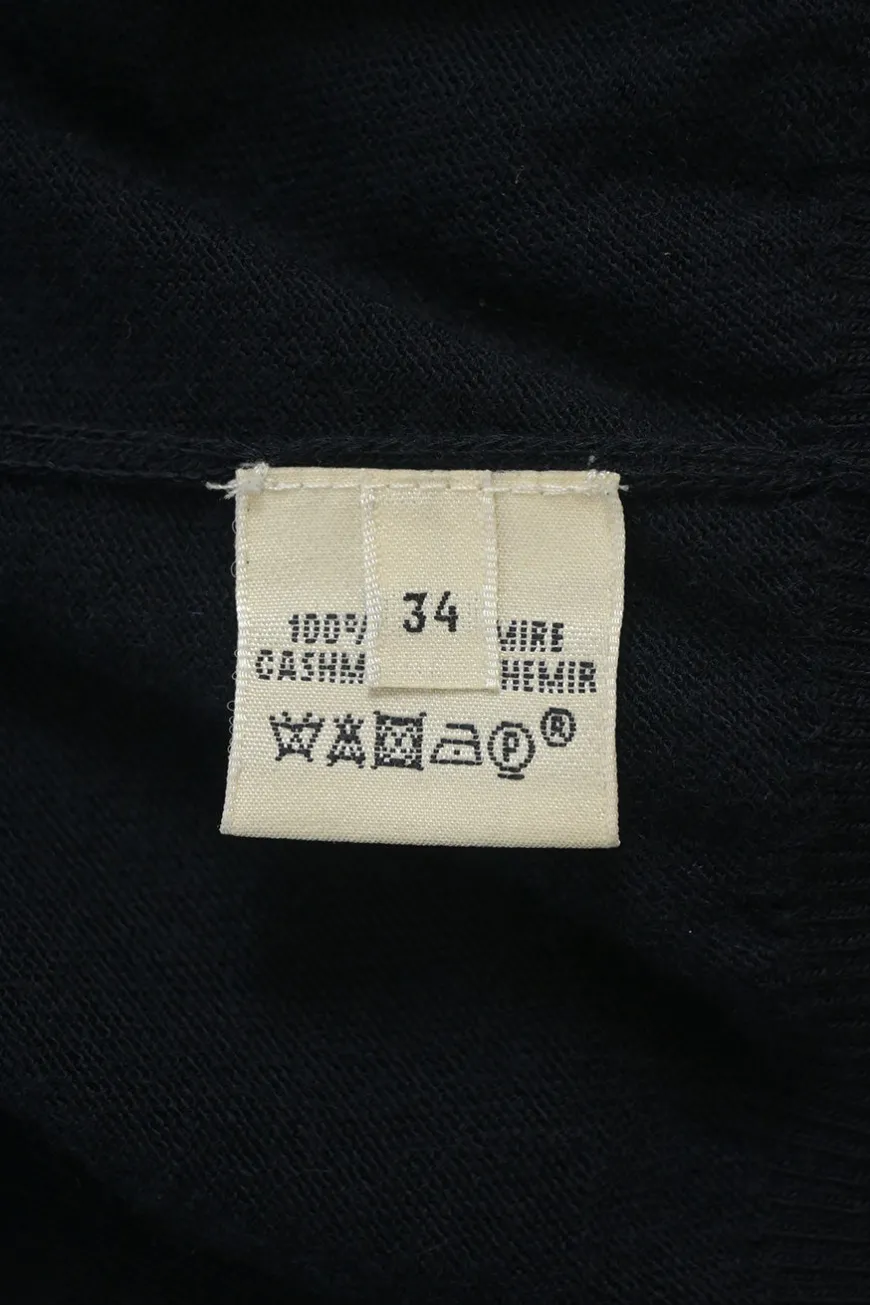 34
100%
MIRE
CASHM
HEMIR
P ®